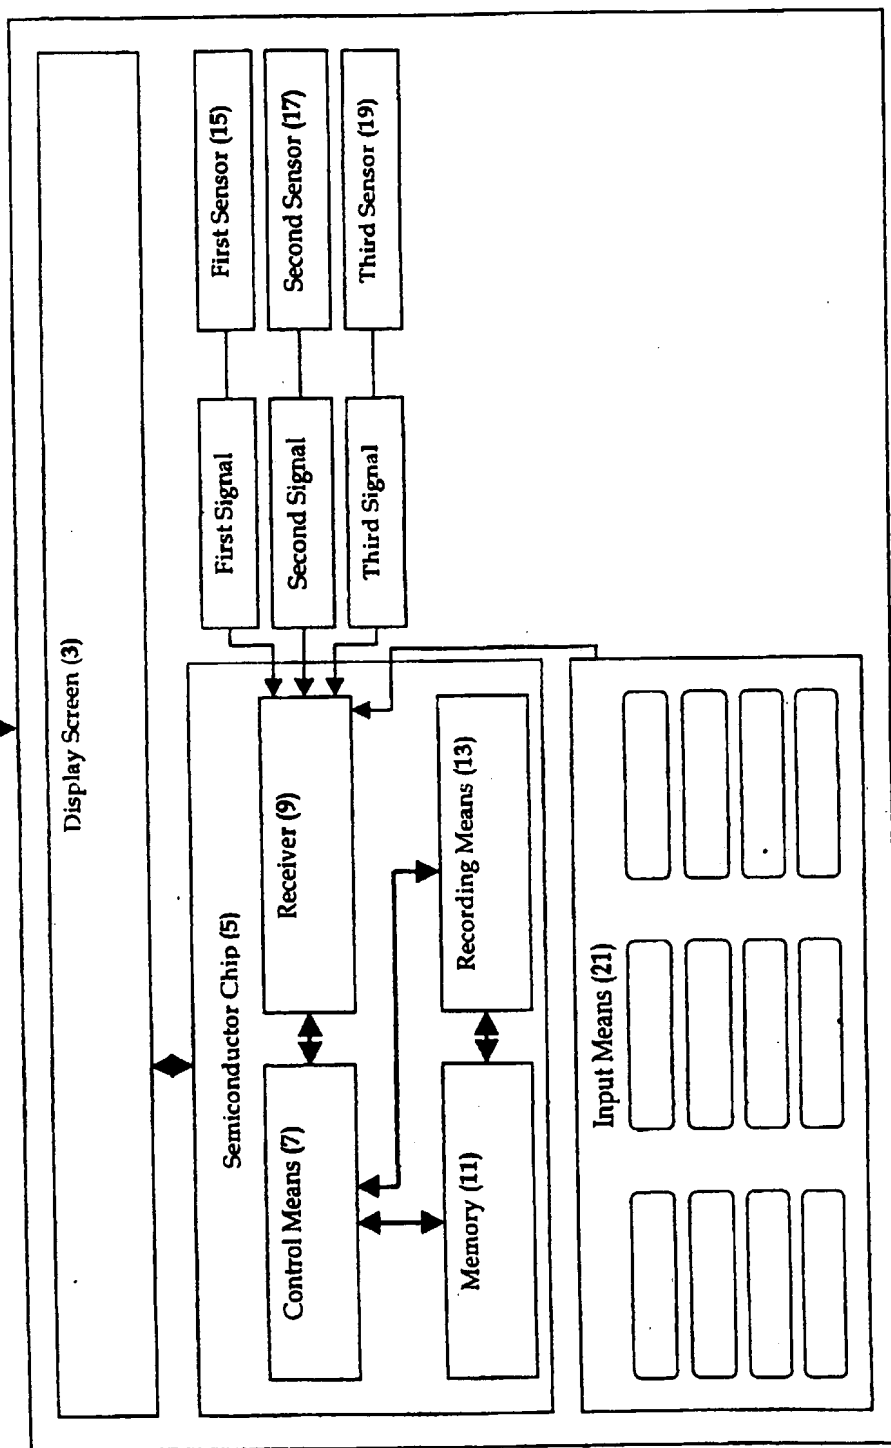 Display Screen (3)
Semiconductor Chip (5)
Control Means (7)
Receiver (9)
Memory (11)
Recording Means (13)
First Signal
First Sensor (15)
Second Signal
Second Sensor (17)
Third Signal
Third Sensor (19)
Input Means (21)